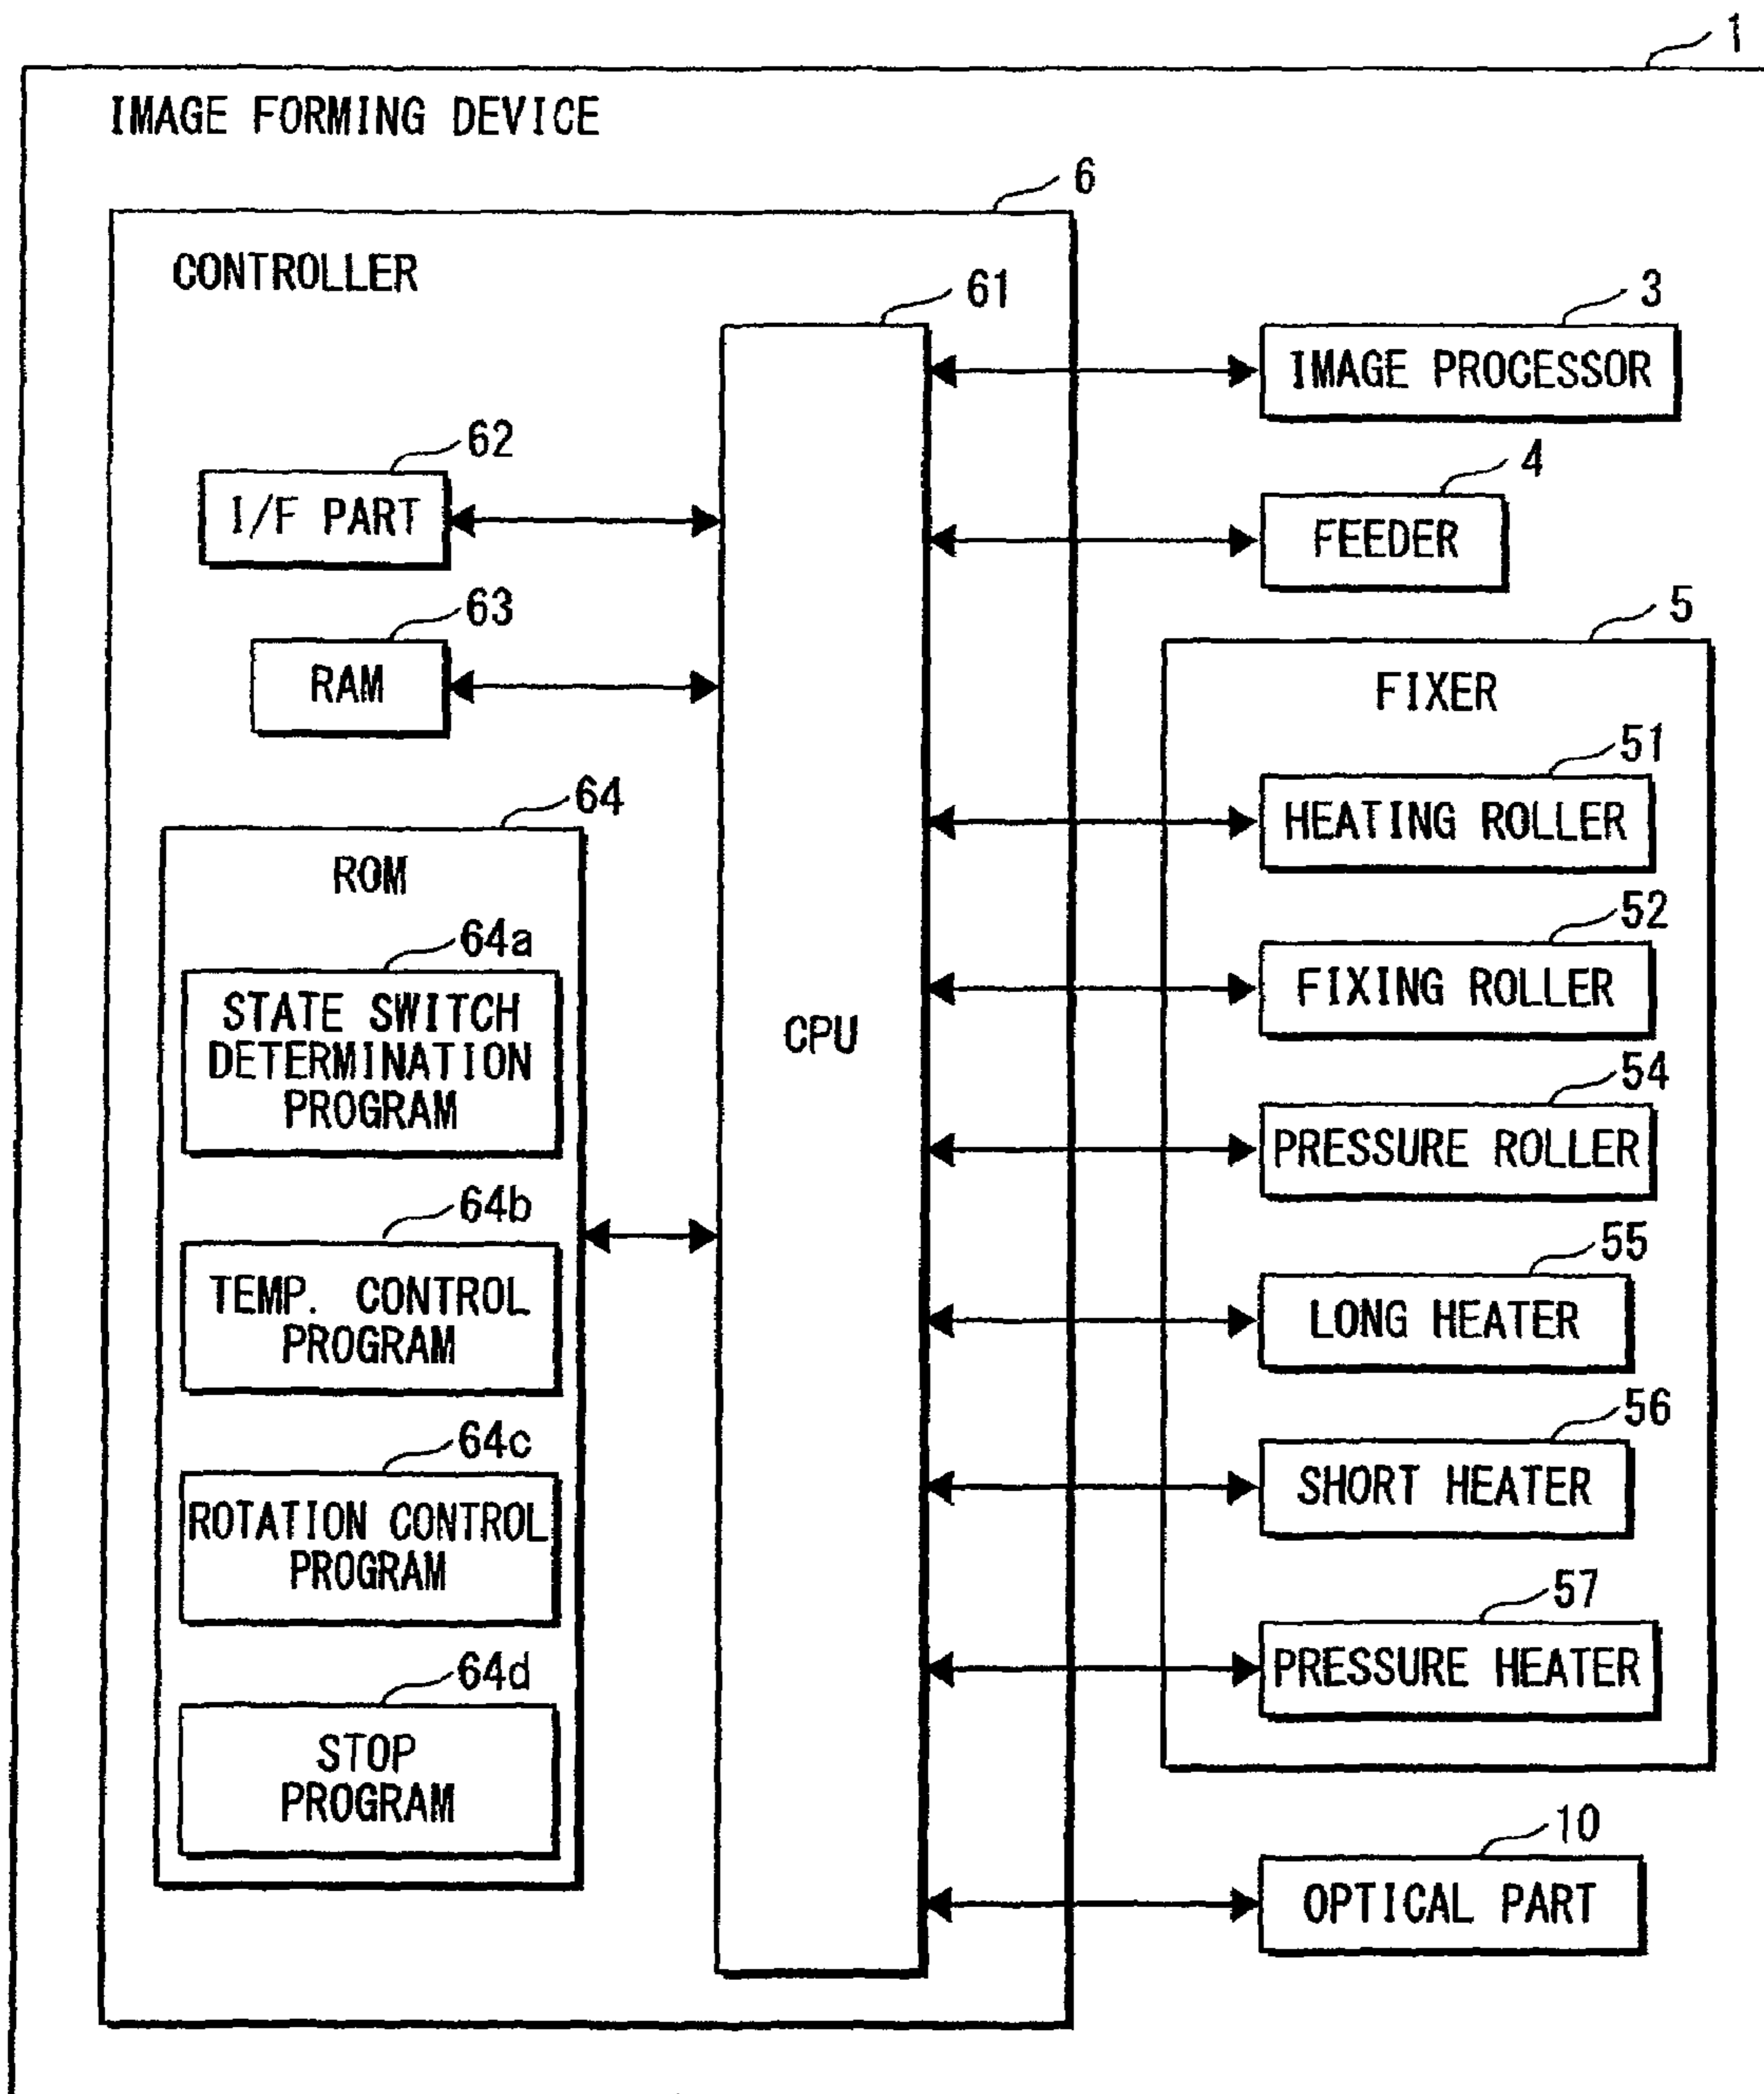 1
IMAGE FORMING DEVICE
6
CONTROLLER
61
CPU
62
I/F PART
63
RAM
64
ROM
64a
STATE SWITCH
DETERMINATION
PROGRAM
64b
TEMP. CONTROL
PROGRAM
64c
ROTATION CONTROL
PROGRAM
64d
STOP
PROGRAM
3
IMAGE PROCESSOR
4
FEEDER
5
FIXER
51
HEATING ROLLER
52
FIXING ROLLER
54
PRESSURE ROLLER
55
LONG HEATER
56
SHORT HEATER
57
PRESSURE HEATER
10
OPTICAL PART